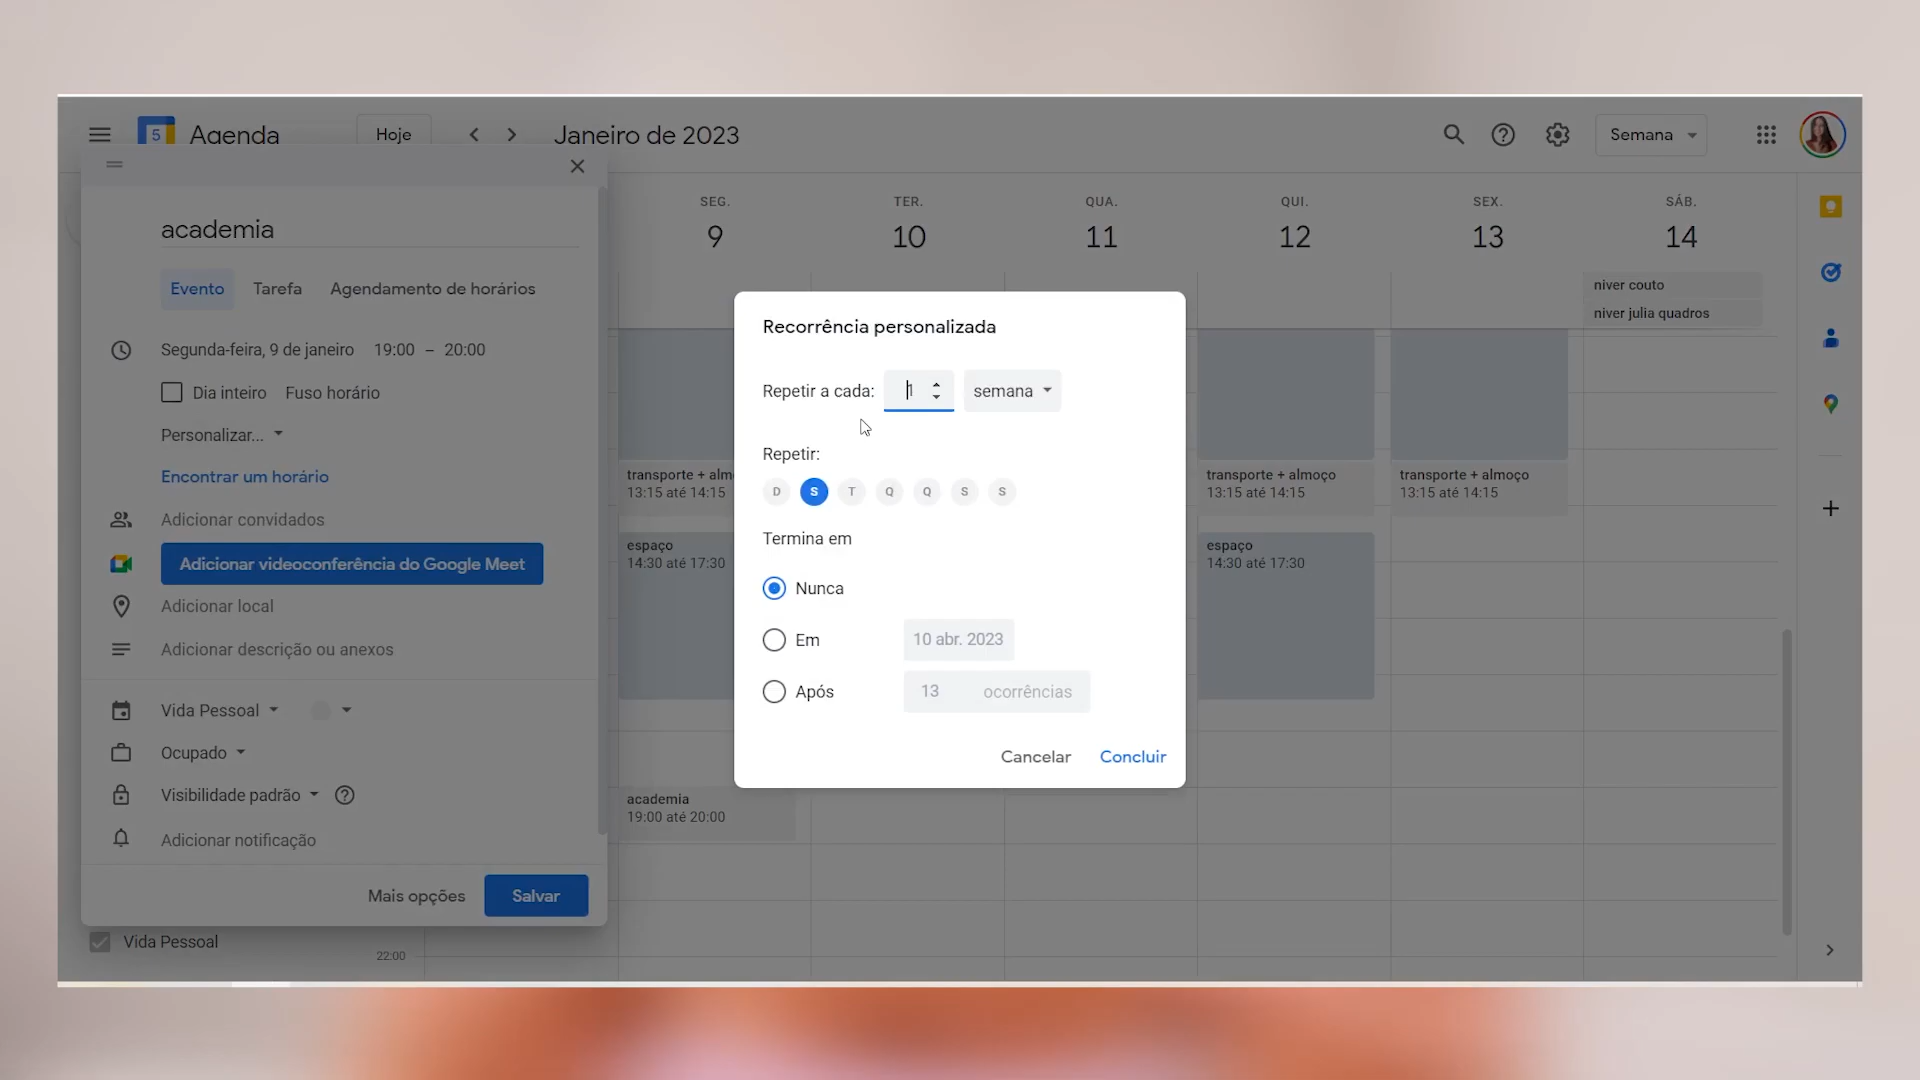 5 Agenda Hoje Janeiro de 2023 Semana
academia
Evento Tarefa Agendamento de horários
Segunda-feira, 9 de janeiro 19:00 – 20:00
Dia inteiro Fuso horário
Personalizar...
Encontrar um horário
Adicionar convidados
Adicionar videoconferência do Google Meet
Adicionar local
Adicionar descrição ou anexos
Vida Pessoal
Ocupado
Visibilidade padrão
Adicionar notificação
Mais opções Salvar
Vida Pessoal
22:00
SEG. TER. QUA. QUI. SEX. SÁB.
9 10 11 12 13 14
niver couto
niver julia quadros
transporte + alm
13:15 até 14:15
espaço
14:30 até 17:30
academia
19:00 até 20:00
transporte + almoço
13:15 até 14:15
espaço
14:30 até 17:30
transporte + almoço
13:15 até 14:15
Recorrência personalizada
Repetir a cada: 1 semana
Repetir:
D S T Q Q S S
Termina em
Nunca
Em 10 abr. 2023
Após 13 ocorrências
Cancelar Concluir